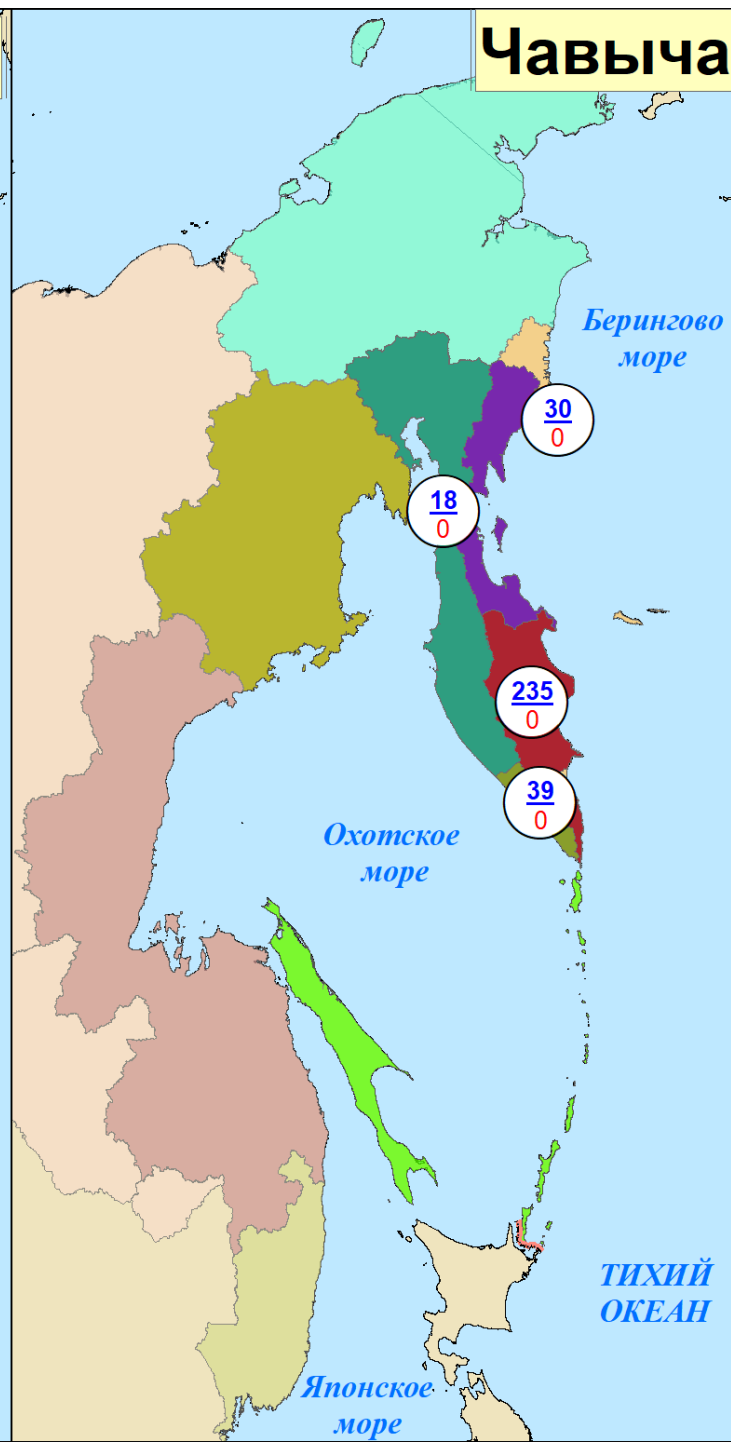 Чавыча
Берингово
море
30
0
18
0
235
0
39
0
Охотское
море
ТИХИЙ
ОКЕАН
Японское
море